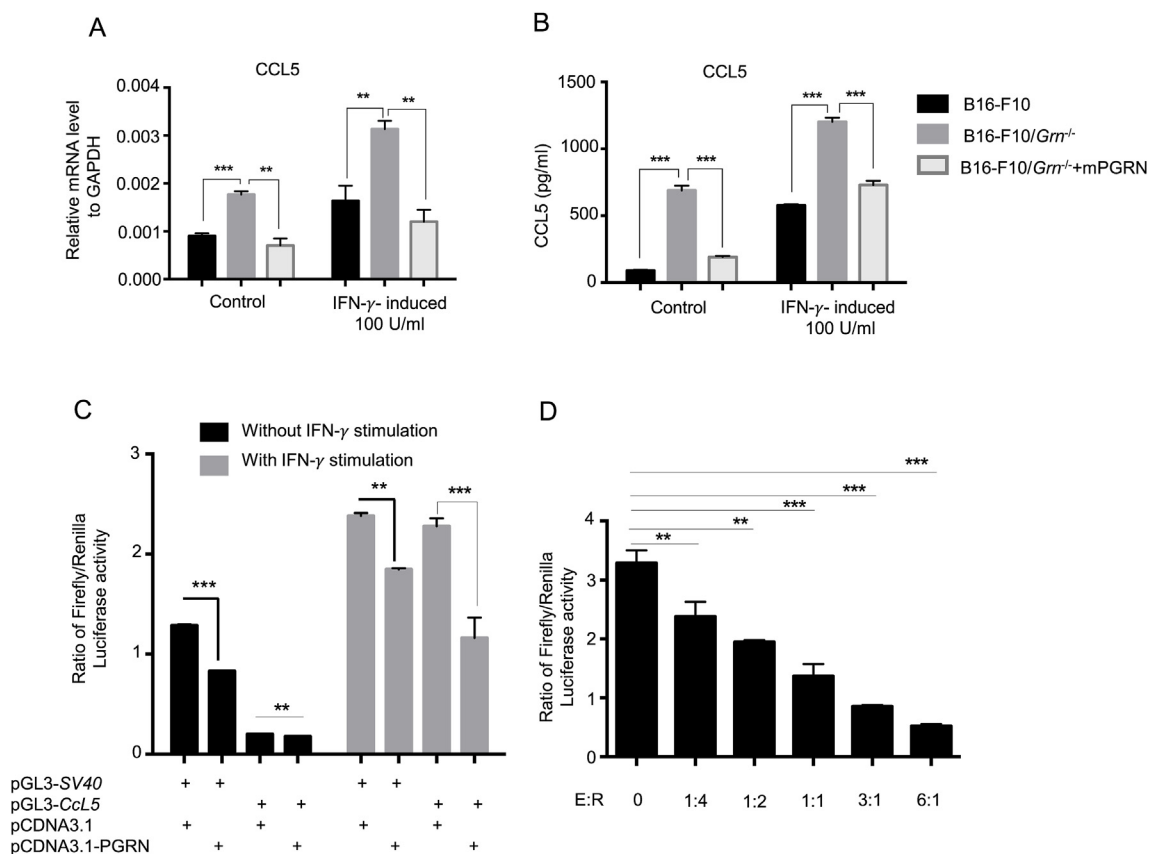 A
CCL5
Relative mRNA level
to GAPDH
0.004
0.003
0.002
0.001
0.000
***
**
**
**
Control
IFN-γ- induced
100 U/ml
B
CCL5
CCL5 (pg/ml)
1500
1000
500
0
***
***
***
***
Control
IFN-γ- induced
100 U/ml
B16-F10
B16-F10/Grn-/-
B16-F10/Grn-/-+mPGRN
C
Without IFN-γ stimulation
With IFN-γ stimulation
Ratio of Firefly/Renilla
Luciferase activity
3
2
1
0
***
**
**
***
pGL3-SV40 + + + +
pGL3-CcL5 + + + +
pCDNA3.1 + + + +
pCDNA3.1-PGRN + + + +
D
Ratio of Firefly/Renilla
Luciferase activity
4
3
2
1
0
***
***
***
**
**
E:R 0 1:4 1:2 1:1 3:1 6:1